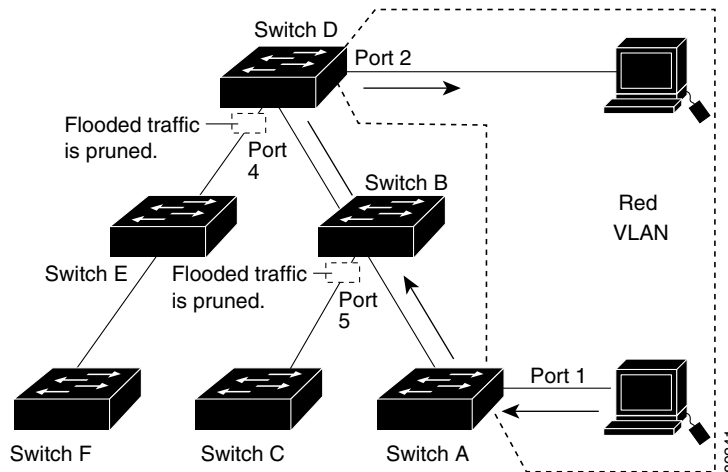 Switch D
Port 2
Flooded traffic
is pruned.
Port
4
Switch B
Red
VLAN
Switch E
Flooded traffic
is pruned.
Port
5
Port 1
Switch F
Switch C
Switch A